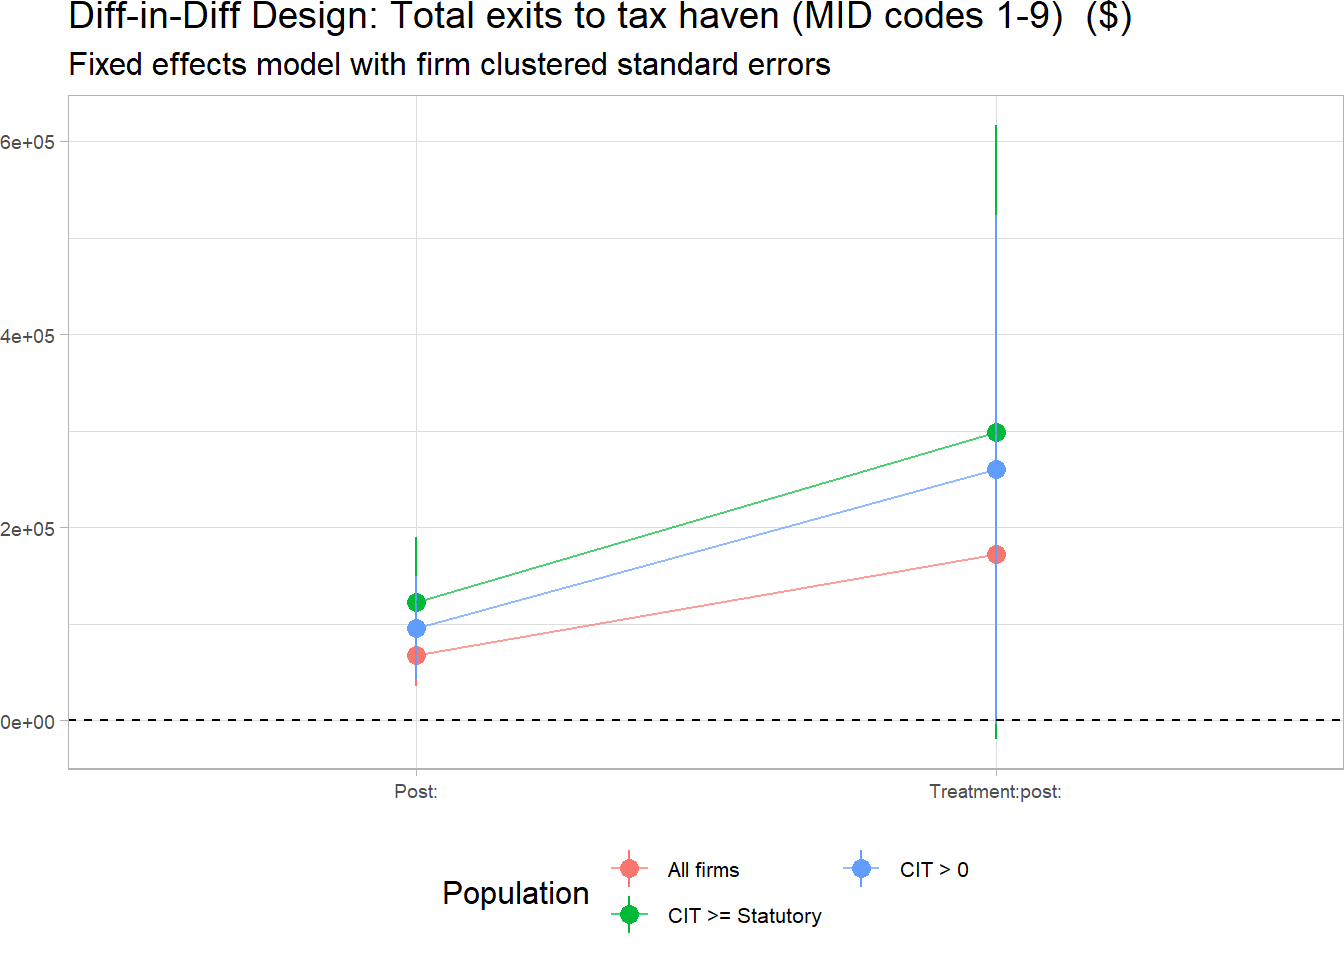 Diff-in-Diff Design: Total exits to tax haven (MID codes 1-9)  ($)
Fixed effects model with firm clustered standard errors
6e+05
4e+05
2e+05
0e+00
Post:
Treatment:post:
Population
All firms
CIT > 0
CIT >= Statutory